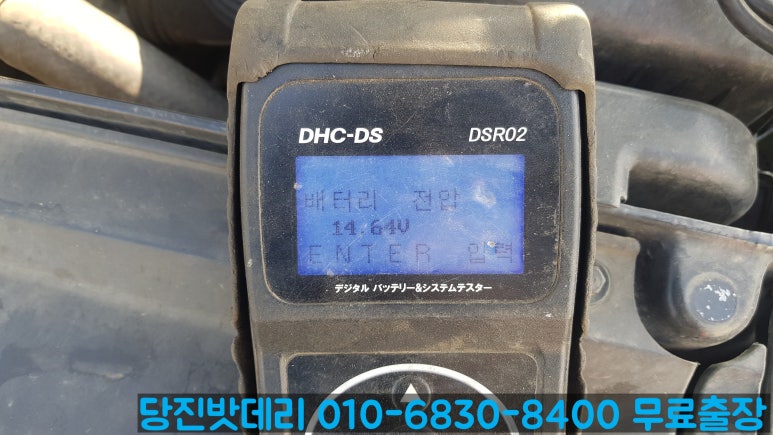 DHC-DS DSR02
배터리 전압
14.64V
ENTER 입력
デジタル バッテリー&システムテスター
당진밧데리 010-6830-8400 무료출장